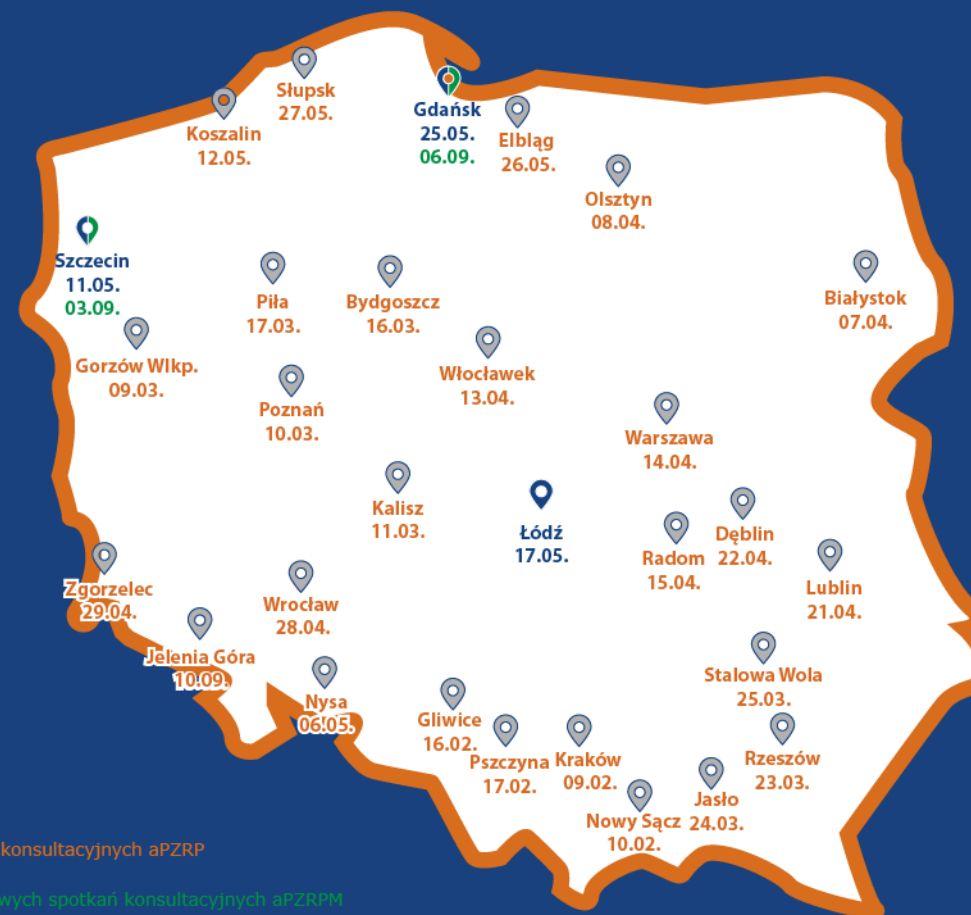 Słupsk
27.05.
Koszalin
12.05.
Gdańsk
25.05.
06.09.
Elbląg
26.05.
Olsztyn
08.04.
Szczecin
11.05.
03.09.
Piła
17.03.
Bydgoszcz
16.03.
Białystok
07.04.
Gorzów Wlkp.
09.03.
Włocławek
13.04.
Poznań
10.03.
Warszawa
14.04.
Kalisz
11.03.
Łódź
17.05.
Dęblin
22.04.
Radom
15.04.
Lublin
21.04.
Zgorzelec
29.04.
Wrocław
28.04.
Jelenia Góra
10.09.
Stalowa Wola
25.03.
Nysa
06.05.
Gliwice
16.02.
Pszczyna
17.02.
Kraków
09.02.
Rzeszów
23.03.
Jasło
24.03.
Nowy Sącz
10.02.
konsultacyjnych aPZRP
wych spotkań konsultacyjnych aPZRPM